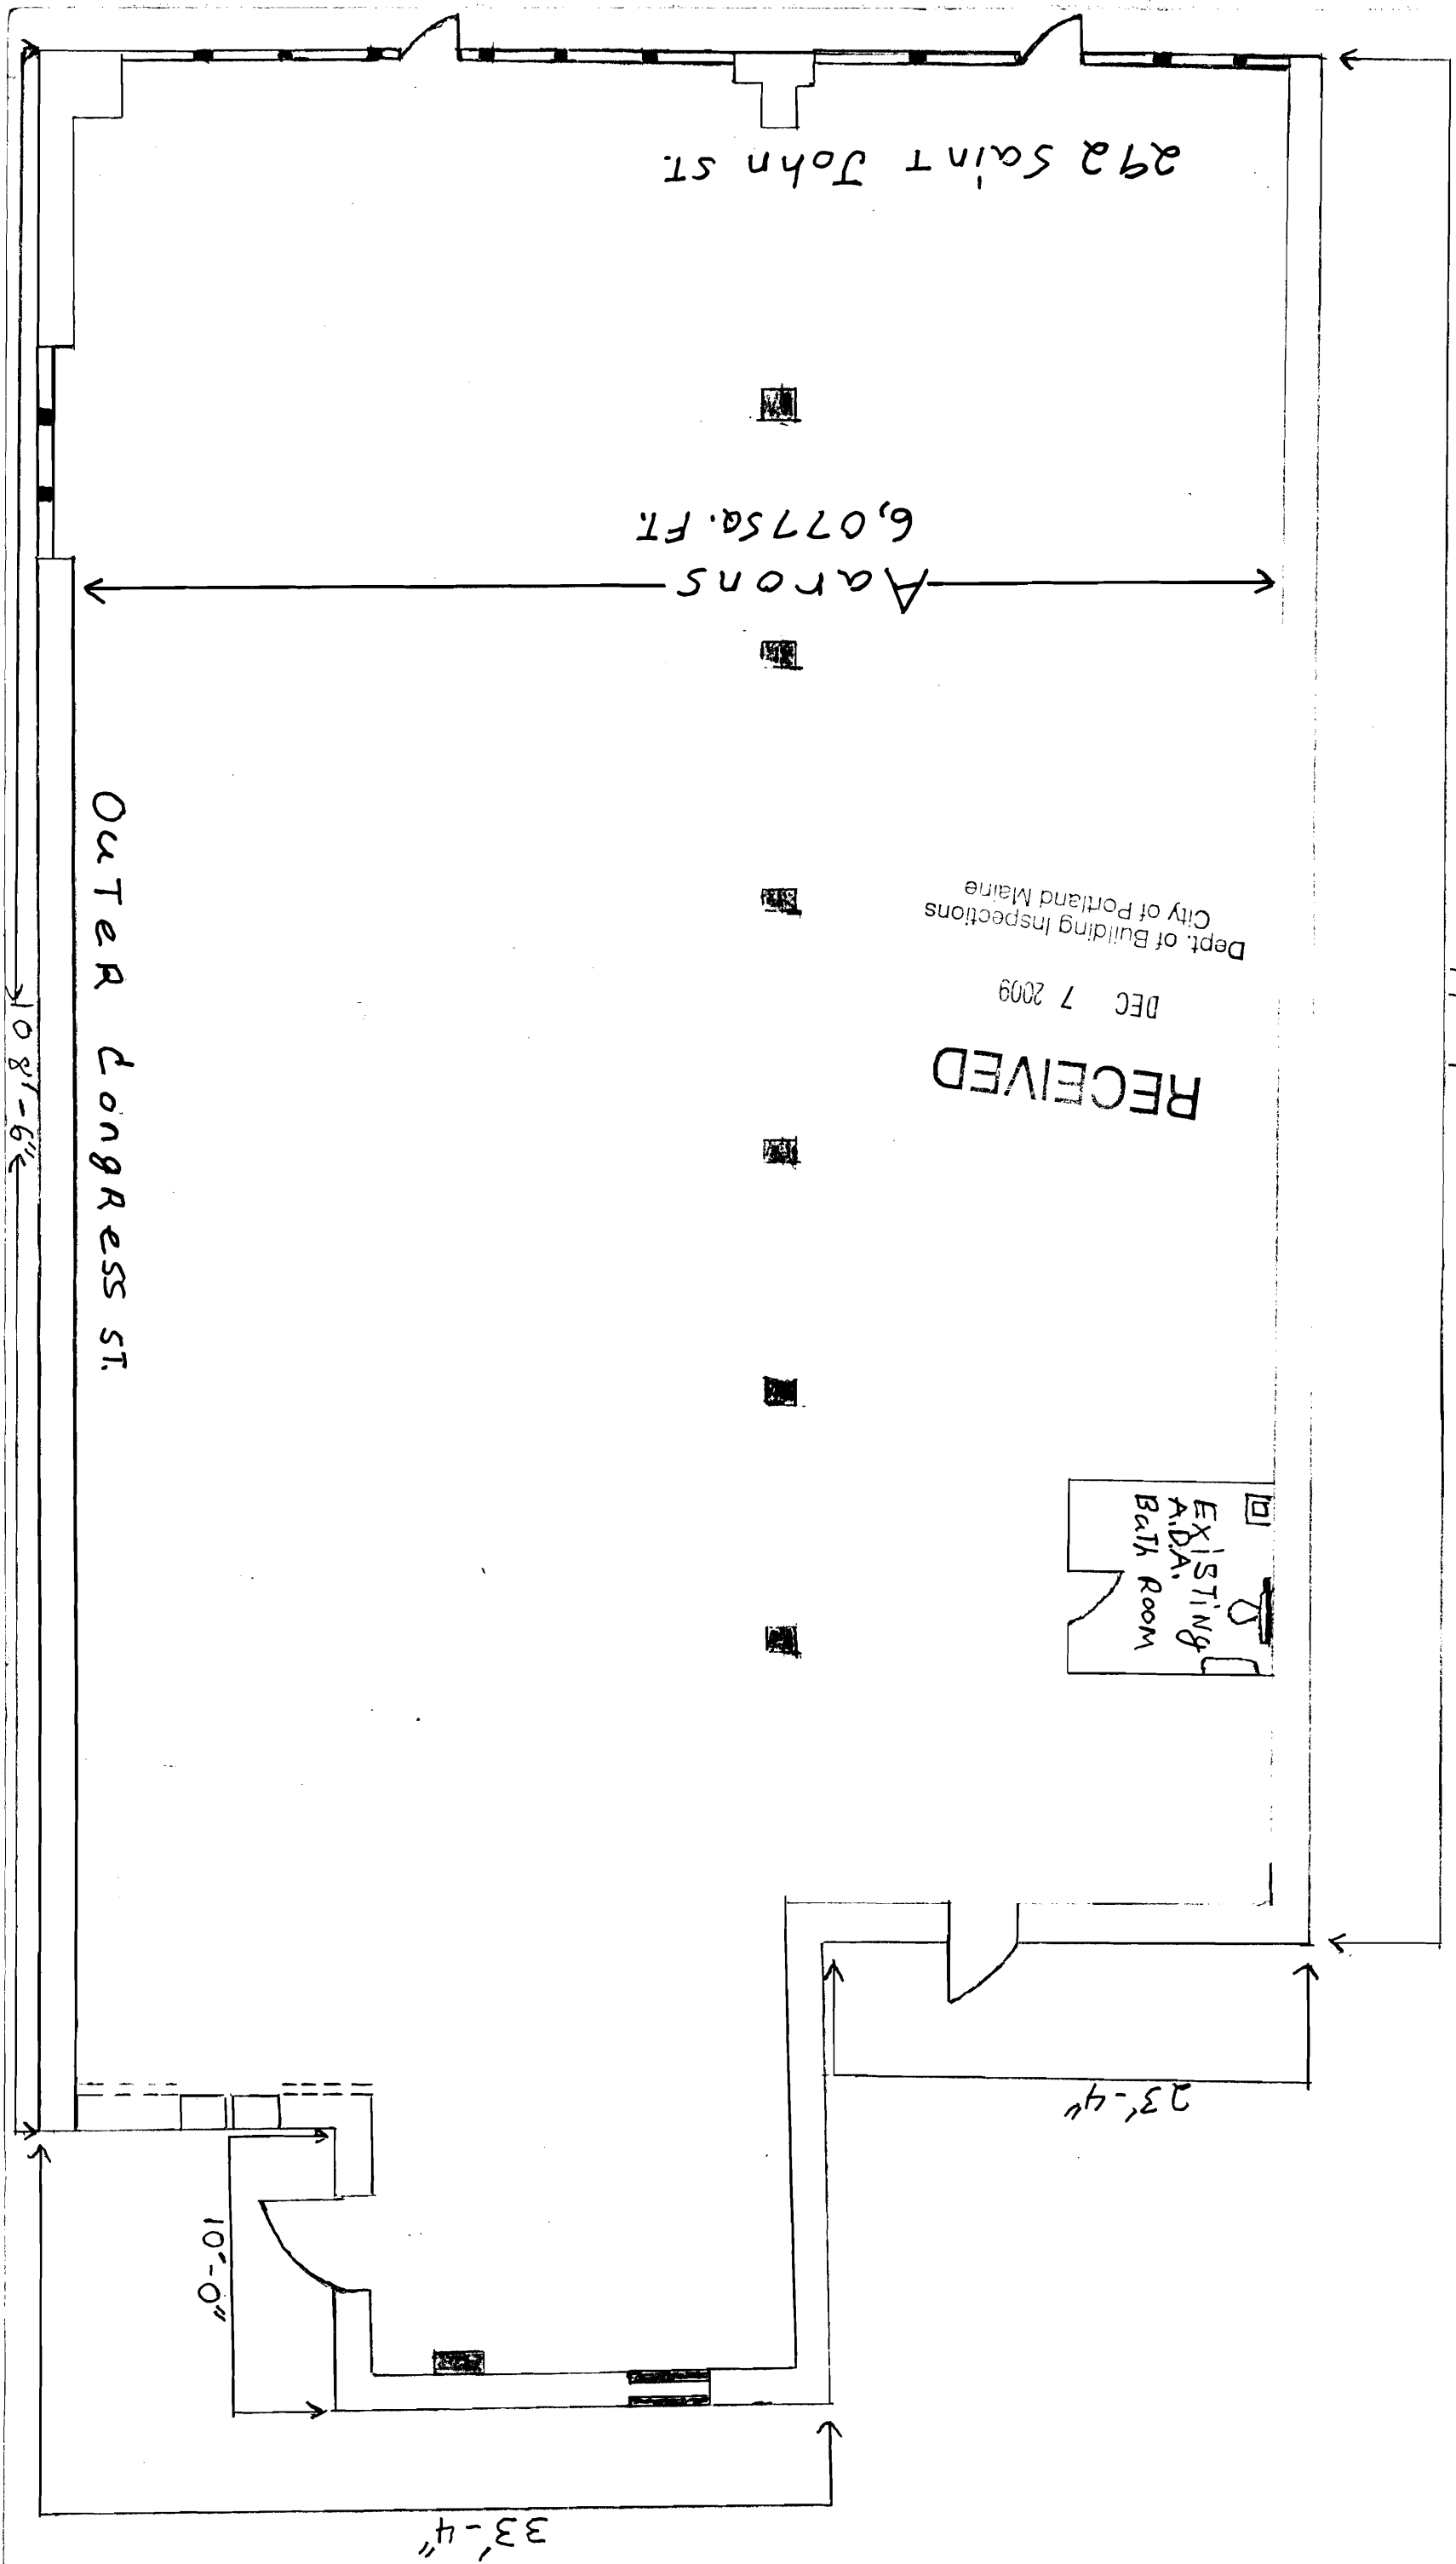 292 Saint John ST.
6,077 SQ. FT.
Aarons
OuTeR CongRess ST.
108'-6"
RECEIVED
DEC 7 2009
Dept. of Building Inspections
City of Portland Maine
EXISTING
A.D.A.
BaTh Room
23'-4"
10'-0"
33'-4"